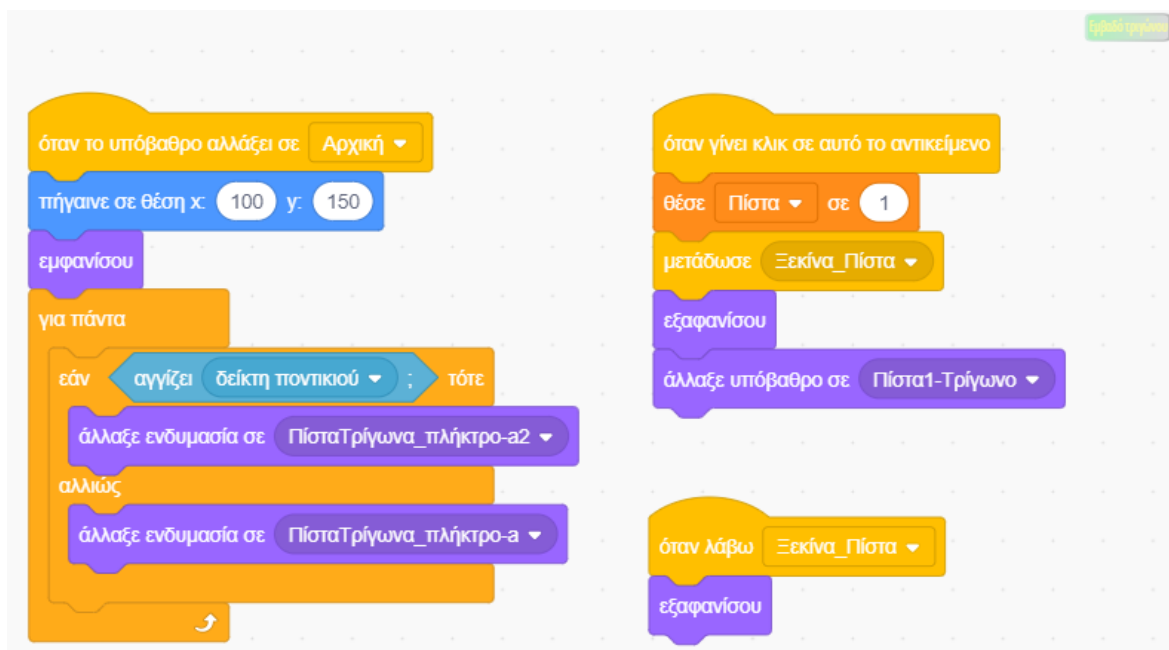 Εμβαδό τριγώνου
όταν το υπόβαθρο αλλάξει σε Αρχική
πήγαινε σε θέση x: 100 y: 150
εμφανίσου
για πάντα
εάν αγγίζει δείκτη ποντικιού ; τότε
άλλαξε ενδυμασία σε ΠίσταΤρίγωνα_πλήκτρο-a2
αλλιώς
άλλαξε ενδυμασία σε ΠίσταΤρίγωνα_πλήκτρο-a
όταν γίνει κλικ σε αυτό το αντικείμενο
θέσε Πίστα σε 1
μετάδωσε Ξεκίνα_Πίστα
εξαφανίσου
άλλαξε υπόβαθρο σε Πίστα1-Τρίγωνο
όταν λάβω Ξεκίνα_Πίστα
εξαφανίσου